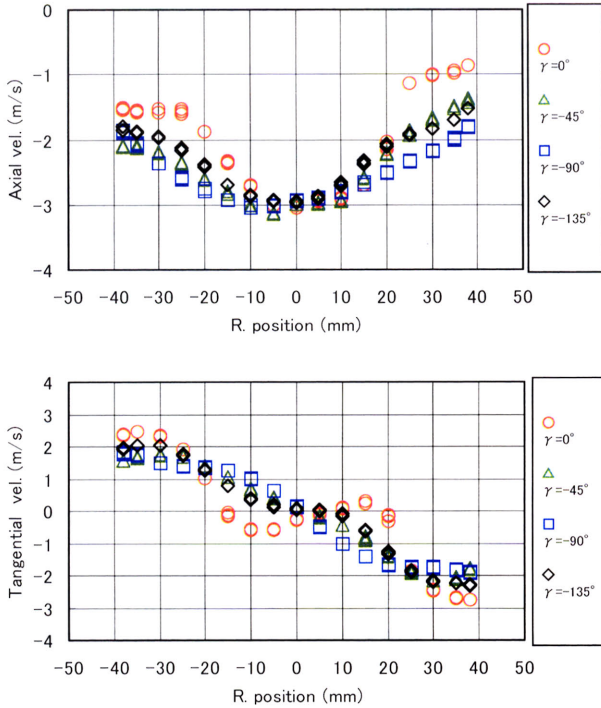 0
-1
-2
-3
-4
Axial vel. (m/s)
-50 -40 -30 -20 -10 0 10 20 30 40 50
R. position (mm)
γ=0°
γ=-45°
γ=-90°
γ=-135°
4
3
2
1
0
-1
-2
-3
-4
Tangential vel. (m/s)
-50 -40 -30 -20 -10 0 10 20 30 40 50
R. position (mm)
γ=0°
γ=-45°
γ=-90°
γ=-135°